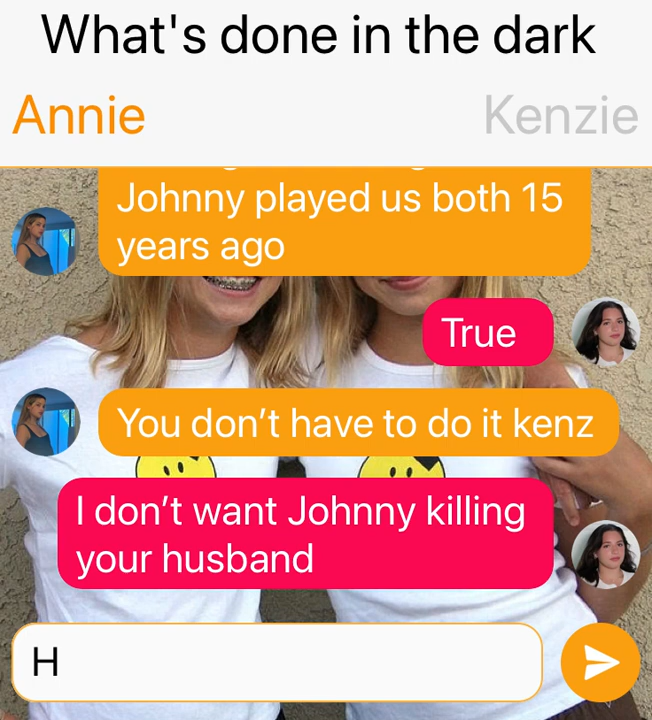 What's done in the dark
Annie
Kenzie
Johnny played us both 15
years ago
True
You don’t have to do it kenz
I don’t want Johnny killing
your husband
H